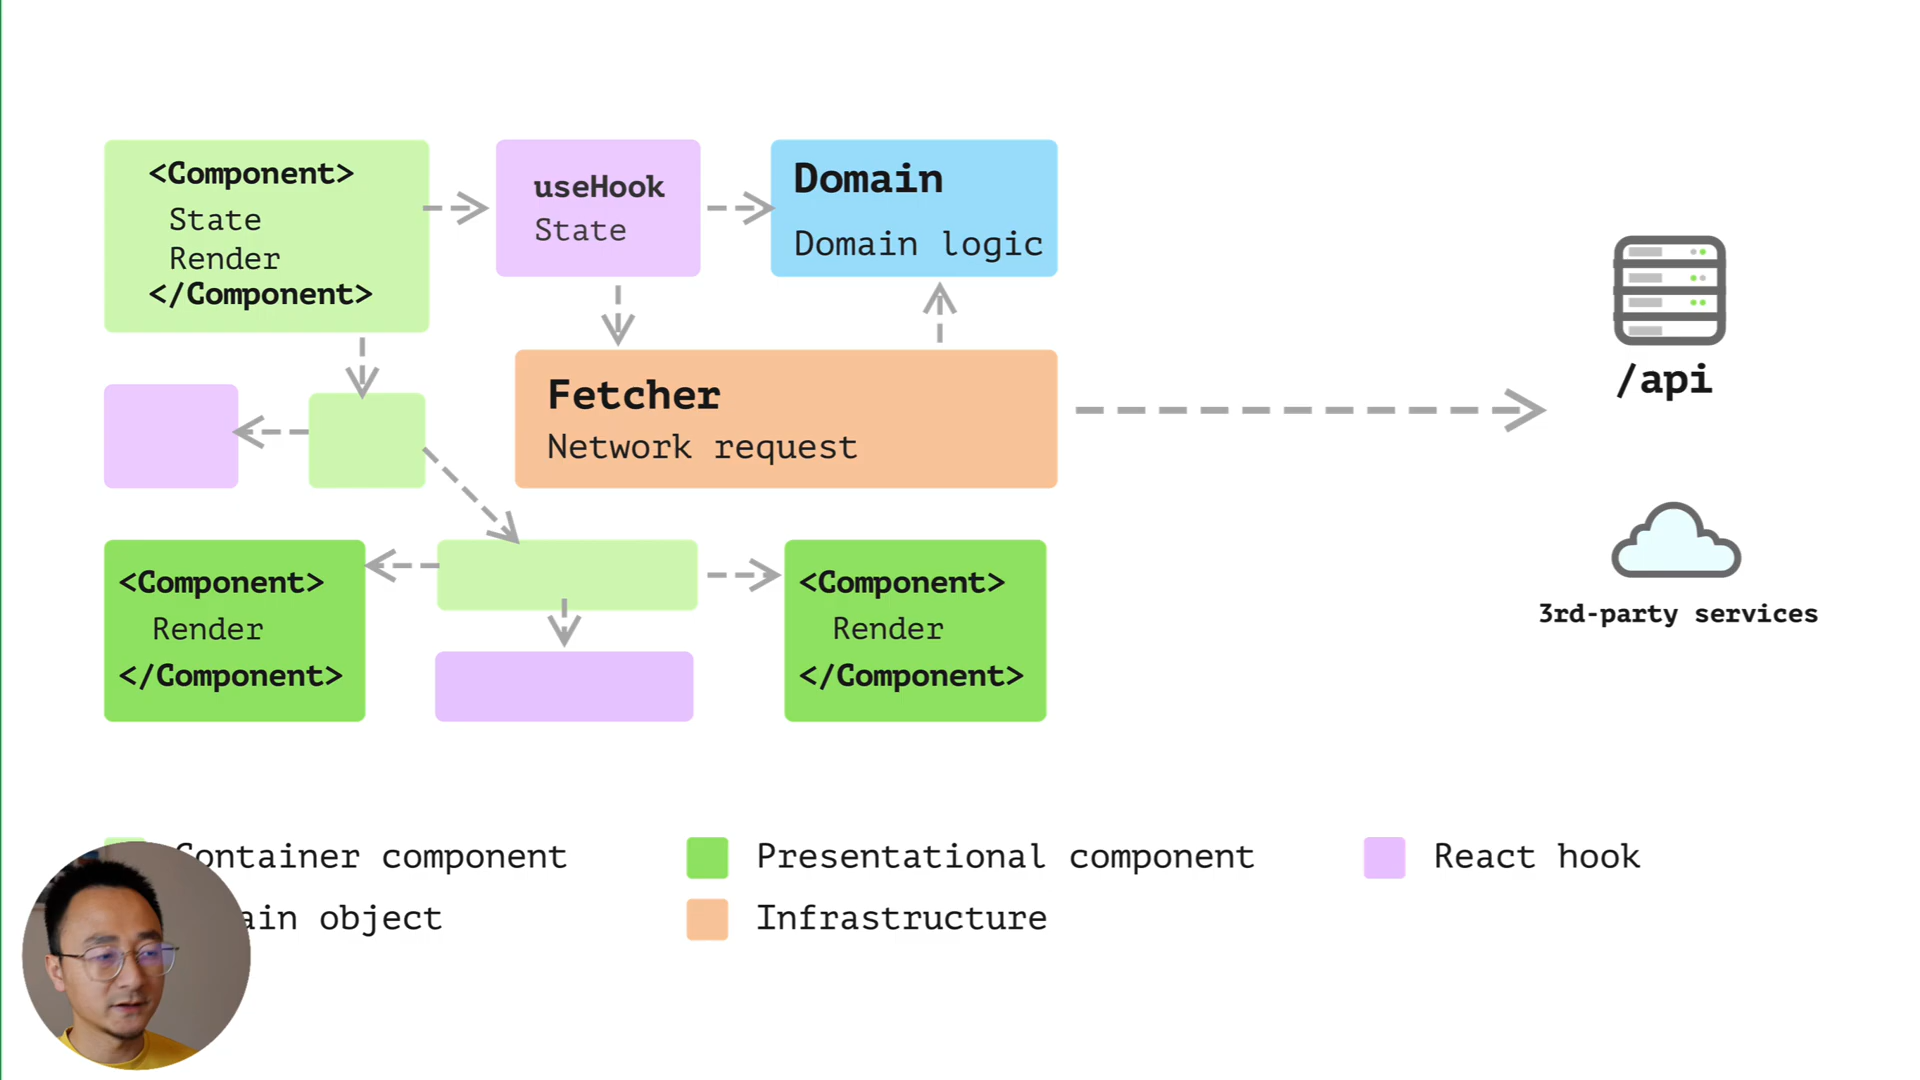 <Component>
State
Render
</Component>
useHook
State
Domain
Domain logic
Fetcher
Network request
/api
3rd-party services
<Component>
Render
</Component>
<Component>
Render
</Component>
Container component
Presentational component
React hook
ain object
Infrastructure